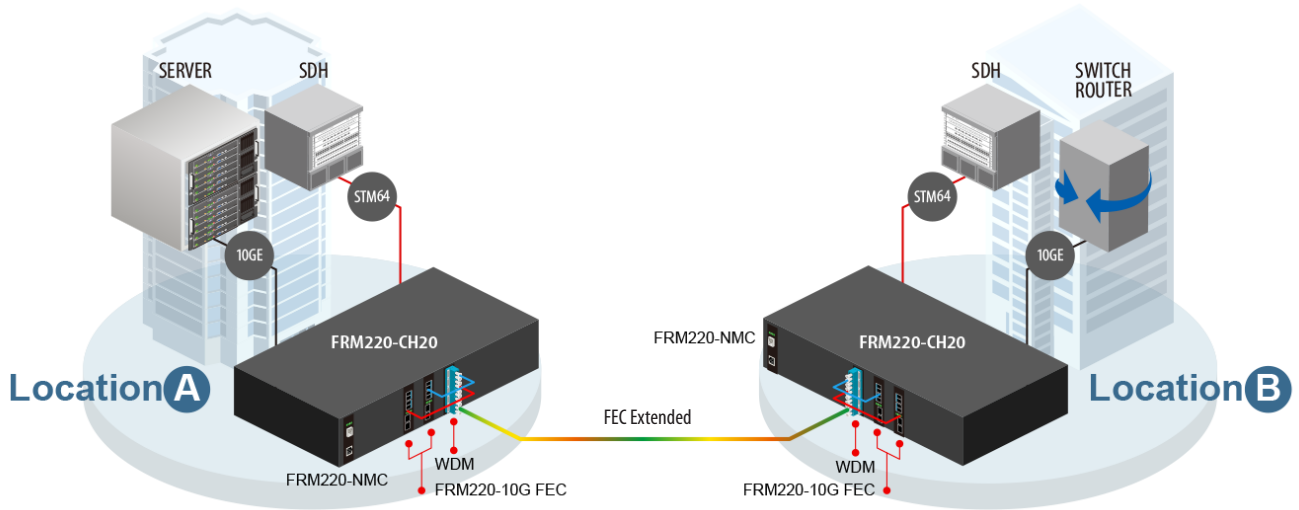 SERVER
SDH
SDH
SWITCH
ROUTER
STM64
STM64
10GE
10GE
FRM220-CH20
FRM220-NMC
FRM220-CH20
Location A
Location B
FEC Extended
WDM
WDM
FRM220-NMC
FRM220-10G FEC
FRM220-10G FEC